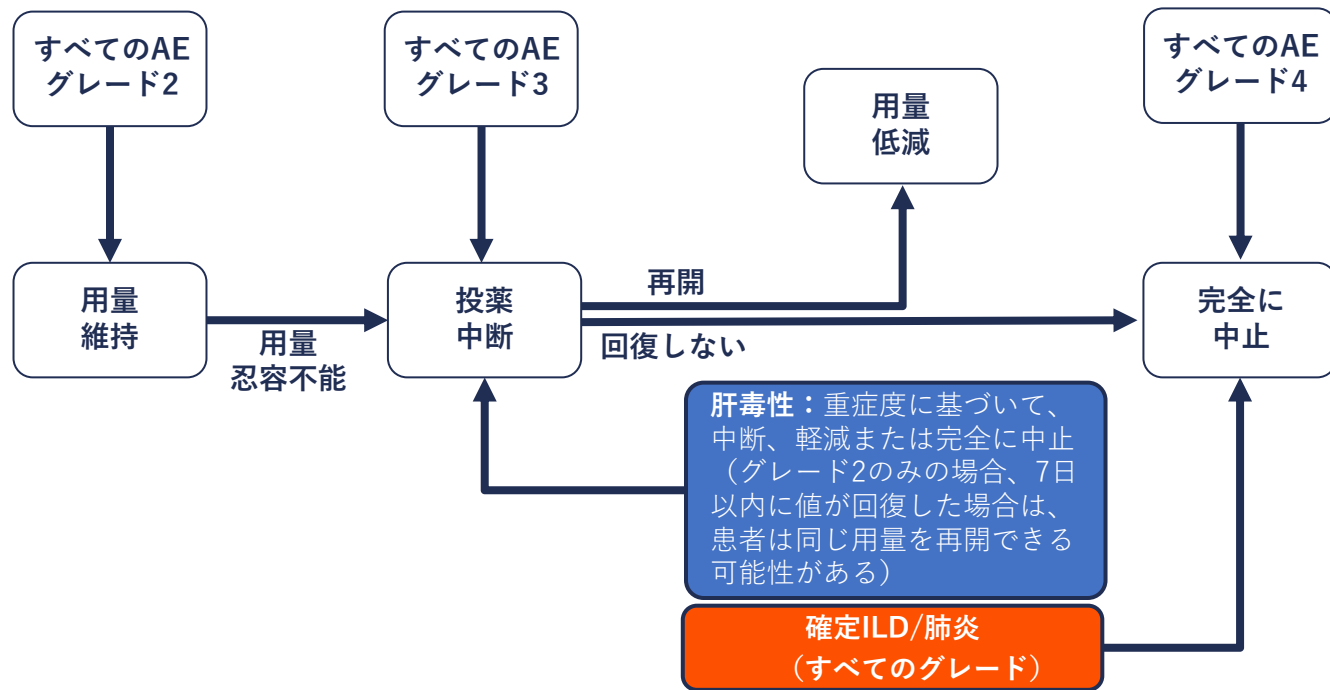 すべてのAE
グレード2
すべてのAE
グレード3
用量
低減
すべてのAE
グレード4
用量
維持
用量
忍容不能
投薬
中断
再開
回復しない
完全に
中止
肝毒性：重症度に基づいて、
中断、軽減または完全に中止
（グレード2のみの場合、7日
以内に値が回復した場合は、
患者は同じ用量を再開できる
可能性がある）
確定ILD/肺炎
（すべてのグレード）